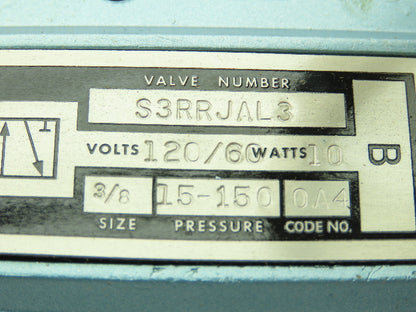 VALVE NUMBER
S3RRJAL3
VOLTS 120/60 WATTS 10
B
3/8 15-150 0A4
SIZE PRESSURE CODE NO.